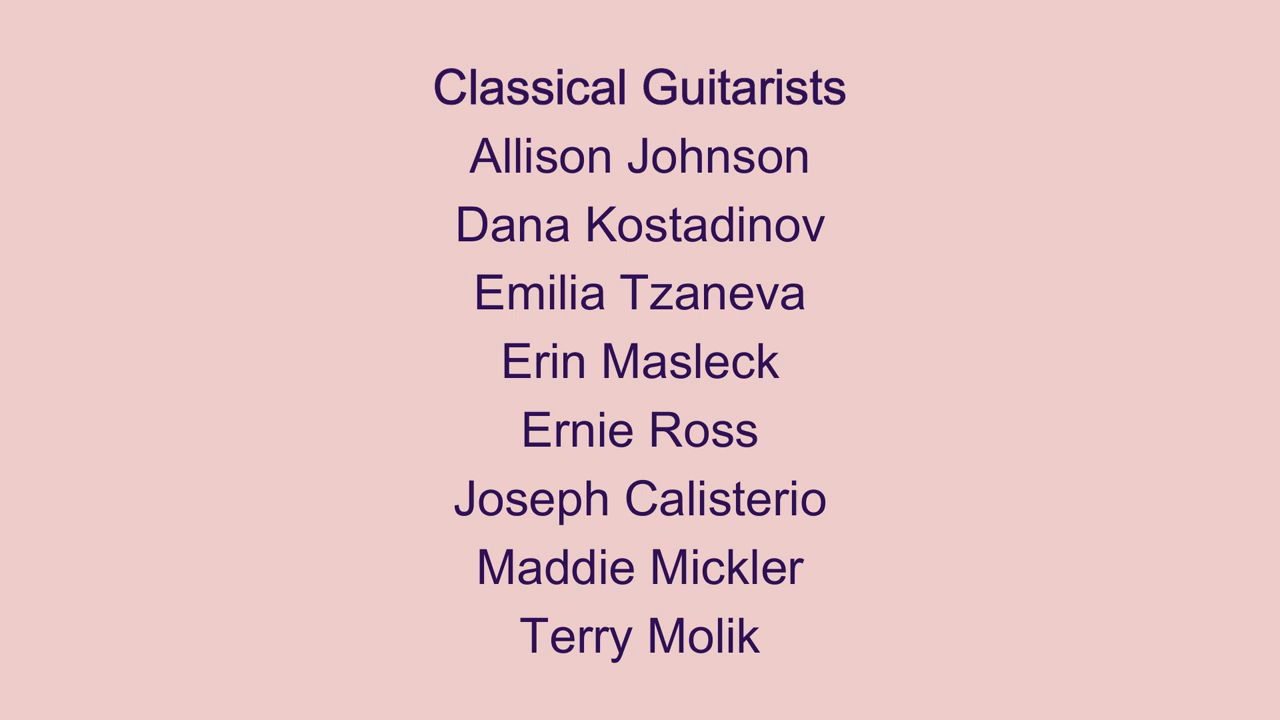 Classical Guitarists
Allison Johnson
Dana Kostadinov
Emilia Tzaneva
Erin Masleck
Ernie Ross
Joseph Calisterio
Maddie Mickler
Terry Molik